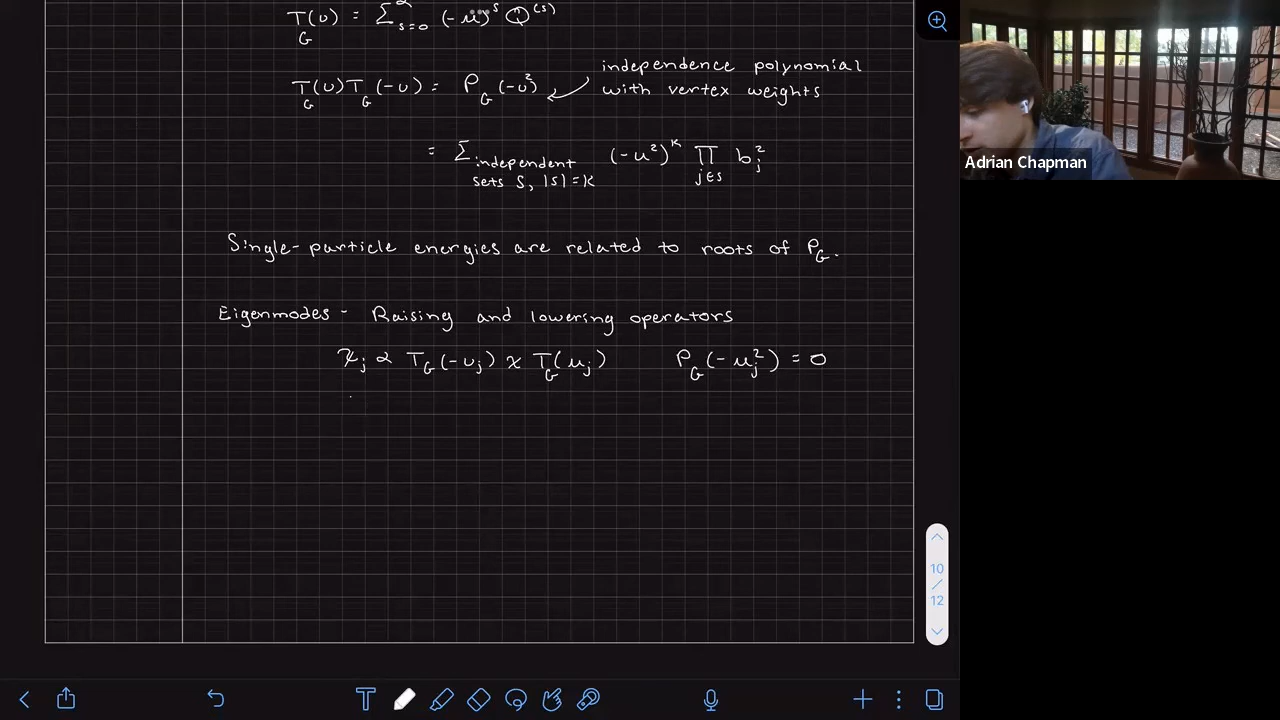 T_G(u) = Σ_{s=0}^α (-u)^s Q^{(s)}
T_G(u) T_G(-u) = P_G(-u²)
independence polynomial
with vertex weights
= Σ_{independent sets S, |S|=k} (-u²)^k ∏_{j∈S} b_j²
Single-particle energies are related to roots of P_G.
Eigenmodes - Raising and lowering operators
ψ_j ∝ T_G(-u_j) χ T_G(u_j) P_G(-u_j²) = 0
Adrian Chapman
10
/
12
T